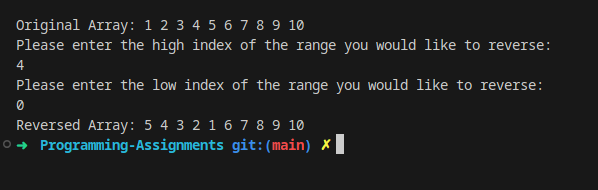 Original Array: 1 2 3 4 5 6 7 8 9 10
Please enter the high index of the range you would like to reverse:
4
Please enter the low index of the range you would like to reverse:
0
Reversed Array: 5 4 3 2 1 6 7 8 9 10
➜ Programming-Assignments git:(main) ✗